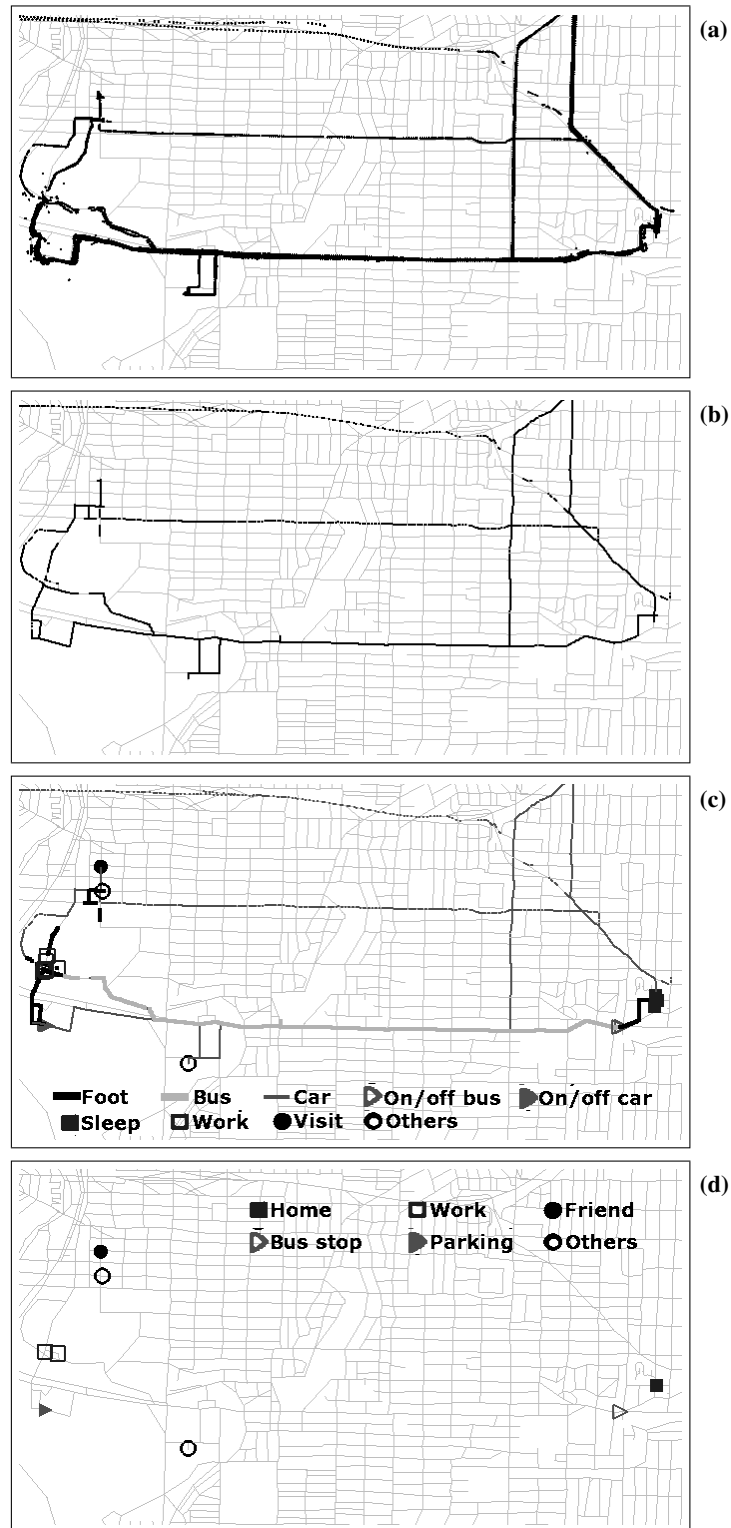 (a)
(b)
(c)
Foot Bus Car On/off bus On/off car
Sleep Work Visit Others
(d)
Home Work Friend
Bus stop Parking Others